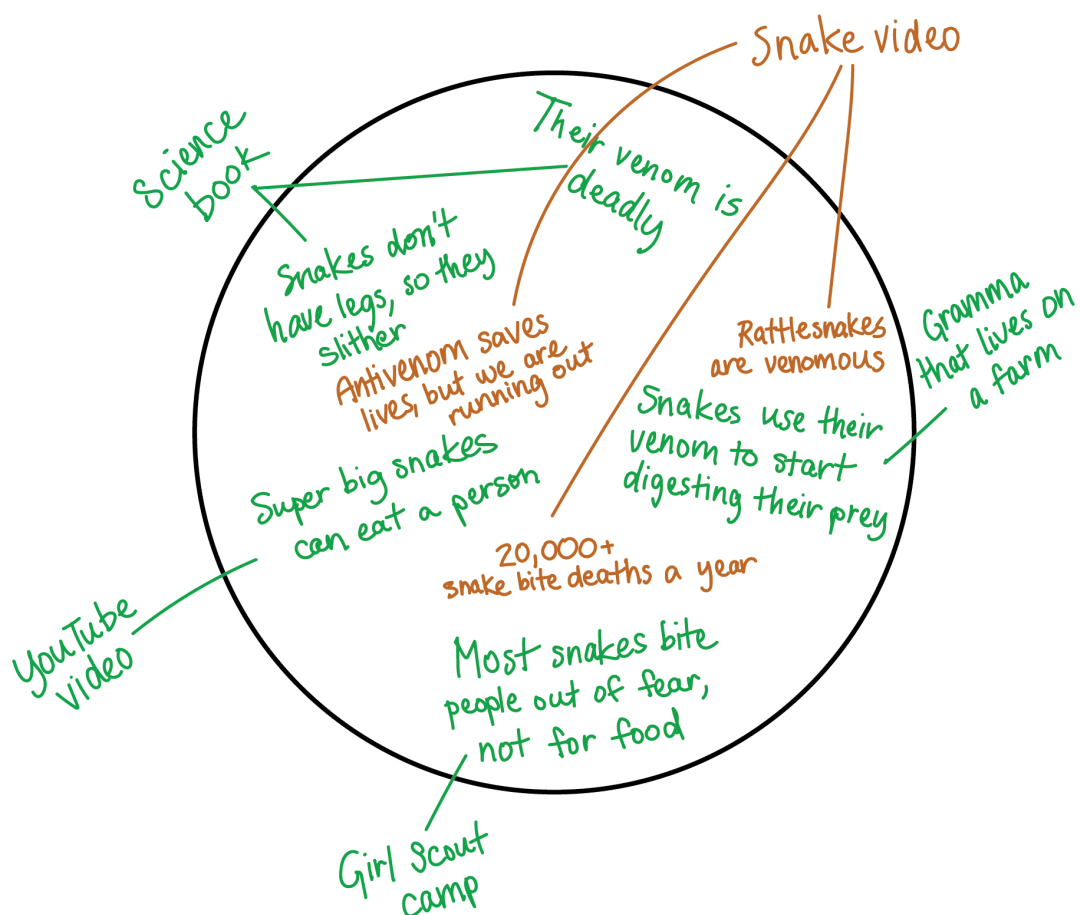 Snake video
Science
book
Their venom is
deadly
Snakes don't
have legs, so they
slither
Antivenom saves
lives, but we are
running out
Rattlesnakes
are venomous
Gramma
that lives on
a farm
Snakes use their
venom to start
digesting their prey
Super big snakes
can eat a person
20,000+
snake bite deaths a year
YouTube
video
Most snakes bite
people out of fear,
not for food
Girl Scout
camp